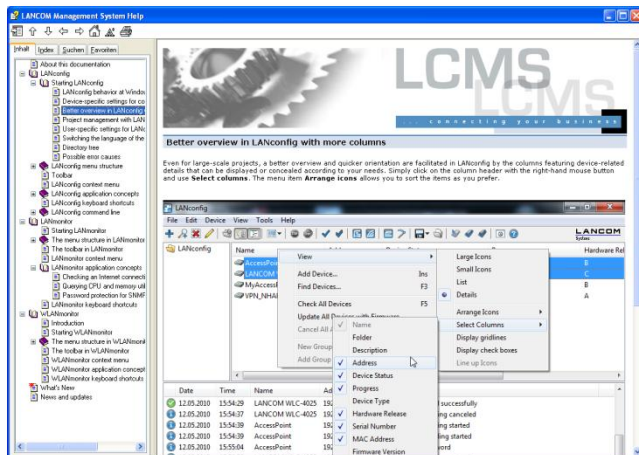 LANCOM Management System Help
Inhalt Index Suchen Favoriten
About this documentation
LANconfig
Starting LANconfig
LANconfig behavior at Window
Device-specific settings for co
Better overview in LANconfig
Project management with LAN
User-specific settings for LANc
Switching the language of the
Directory tree
Possible error causes
LANconfig menu structure
Toolbar
LANconfig context menu
LANconfig application concepts
LANconfig keyboard shortcuts
LANconfig command line
LANmonitor
Starting LANmonitor
The menu structure in LANmonitor
The toolbar in LANmonitor
LANmonitor context menu
LANmonitor application concepts
Checking an Internet connecti
Querying CPU and memory util
Password protection for SNMP
LANmonitor keyboard shortcuts
WLANmonitor
Introduction
Starting WLANmonitor
The menu structure in WLANmoni
The toolbar in WLANmonitor
WLANmonitor context menu
WLANmonitor application concept
WLANmonitor keyboard shortcuts
What's New
News and updates
LCMS
LCMS
... connecting your business
Better overview in LANconfig with more columns
Even for large-scale projects, a better overview and quicker orientation are facilitated in LANconfig by the columns featuring device-related
details that can be displayed or concealed according to your needs. Simply click on the column header with the right-hand mouse button
and use Select columns. The menu item Arrange icons allows you to sort the items as you prefer.
LANconfig
File Edit Device View Tools Help
LANCOM
Systems
LANconfig
Name
Hardware Rel
AccessPoi
B
LANCOM
C
MyAccessl
B
VPN_NHA
A
View
Add Device... Ins
Find Devices... F3
Check All Devices F5
Update All Devices with Firmware
Cancel All
New Group
Add Group
Large Icons
Small Icons
List
Details
Arrange Icons
Select Columns
Display gridlines
Display check boxes
Line up Icons
Name
Folder
Description
Address
Device Status
Progress
Device Type
Hardware Release
Serial Number
MAC Address
Firmware Version
Date Time Name Ad
12.05.2010 15:54:29 LANCOM WLC-4025 192 successfully
12.05.2010 15:54:37 LANCOM WLC-4025 192 ing canceled
12.05.2010 15:54:39 AccessPoint 192 ing started
12.05.2010 15:54:39 AccessPoint 192 ing started
12.05.2010 15:55:04 AccessPoint 192 word